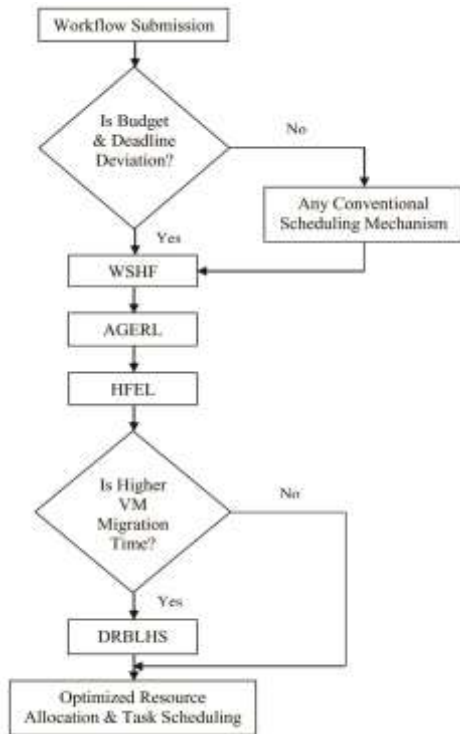 Workflow Submission
Is Budget
& Deadline
Deviation?
No
Any Conventional
Scheduling Mechanism
Yes
WSHF
AGERL
HFEL
Is Higher
VM
Migration
Time?
No
Yes
DRBLHS
Optimized Resource
Allocation & Task Scheduling